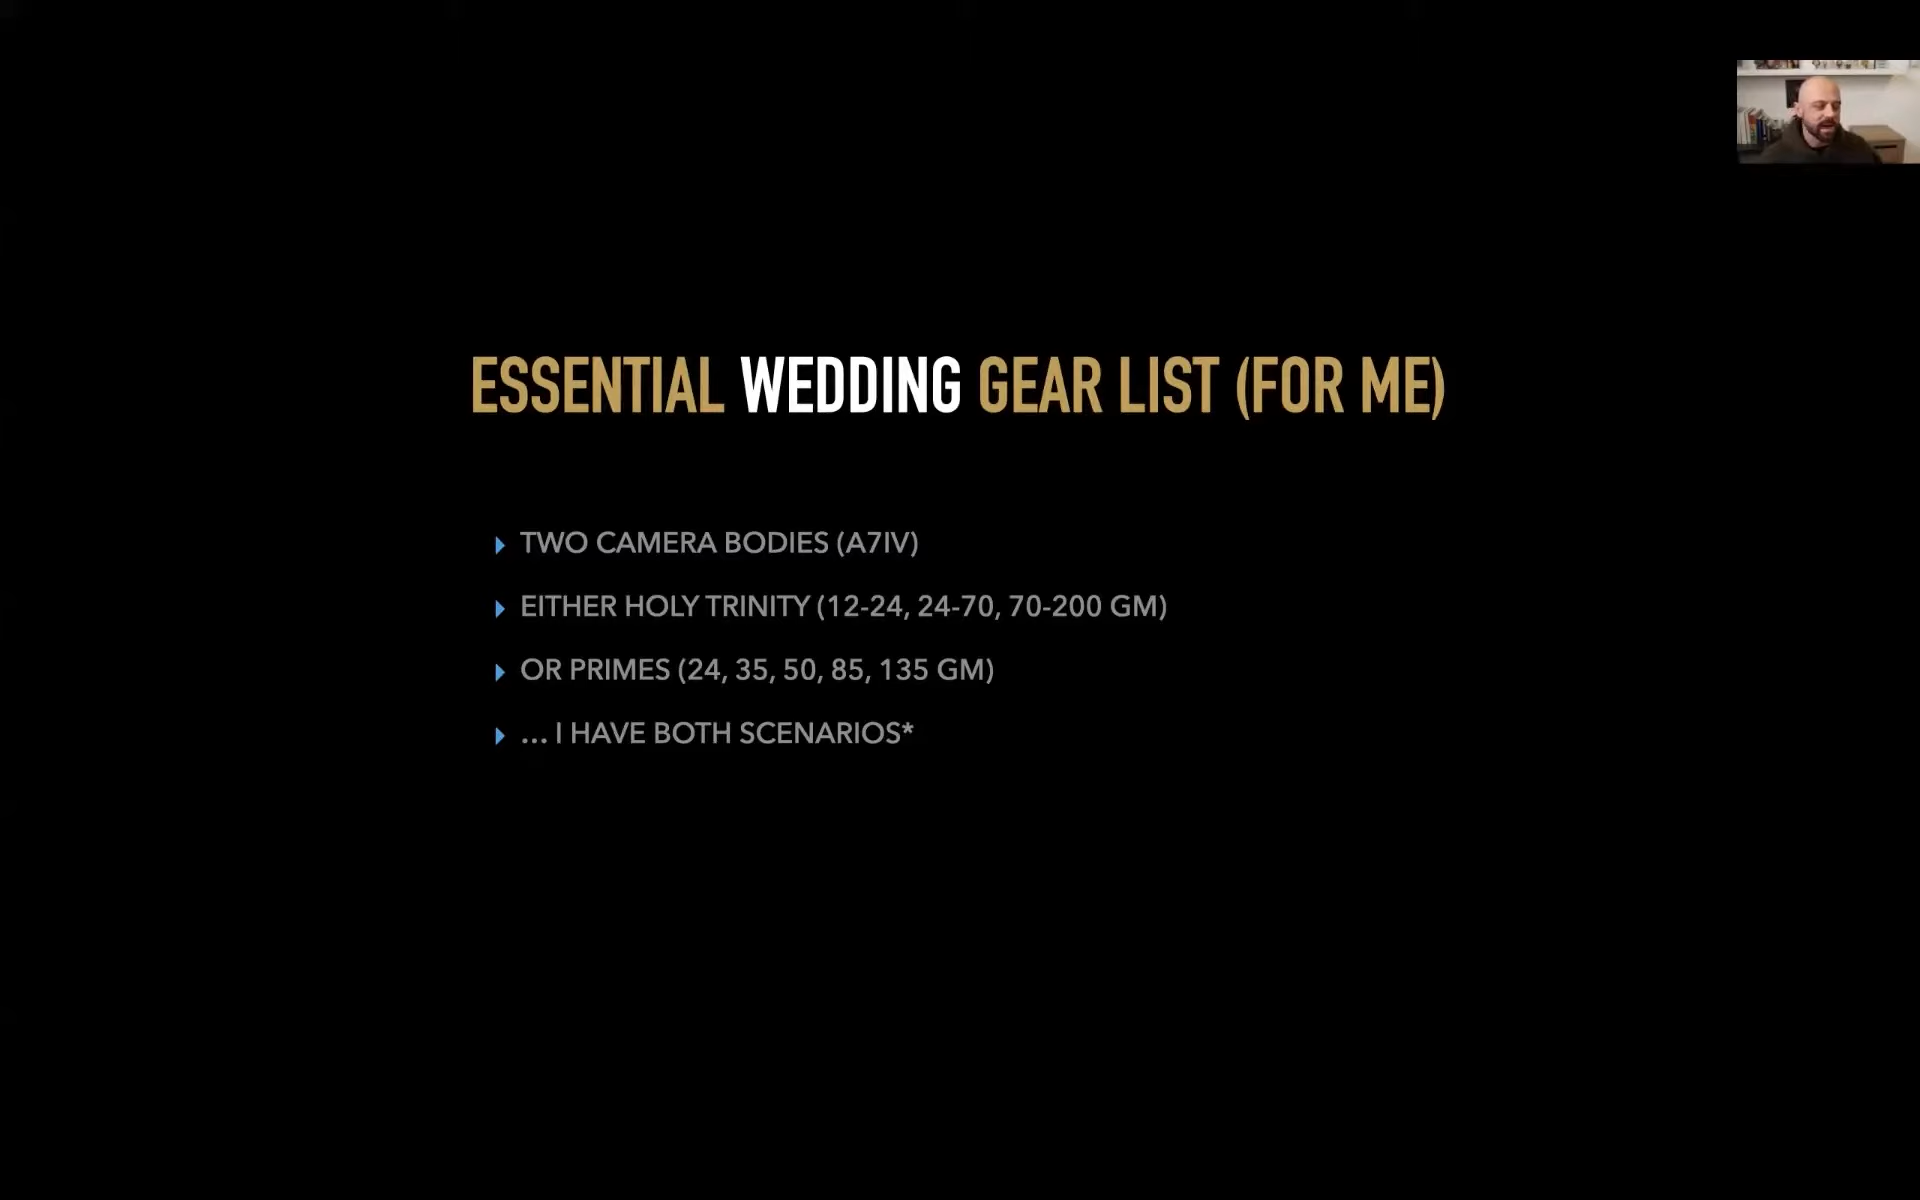 ESSENTIAL WEDDING GEAR LIST (FOR ME)
TWO CAMERA BODIES (A7IV)
EITHER HOLY TRINITY (12-24, 24-70, 70-200 GM)
OR PRIMES (24, 35, 50, 85, 135 GM)
… I HAVE BOTH SCENARIOS*